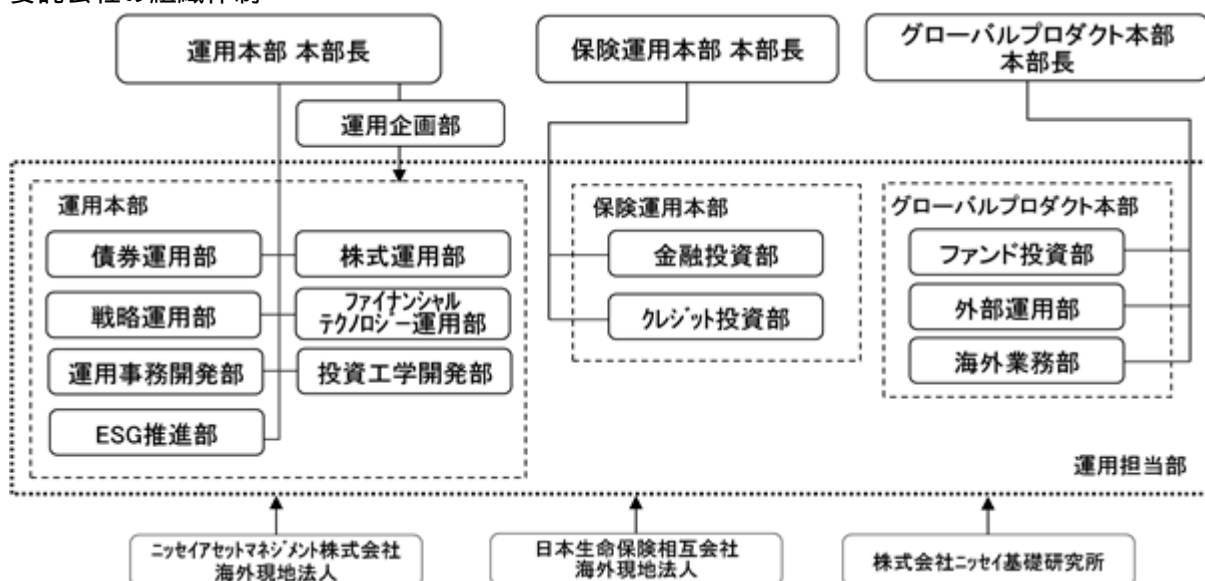 運用本部 本部長
保険運用本部 本部長
グローバルプロダクト本部
本部長
運用企画部
運用本部
債券運用部
株式運用部
戦略運用部
ファイナンシャル
テクノロジー運用部
運用事務開発部
投資工学開発部
ESG推進部
保険運用本部
金融投資部
クレジット投資部
グローバルプロダクト本部
ファンド投資部
外部運用部
海外業務部
運用担当部
ニッセイアセットマネジメント株式会社
海外現地法人
日本生命保険相互会社
海外現地法人
株式会社ニッセイ基礎研究所